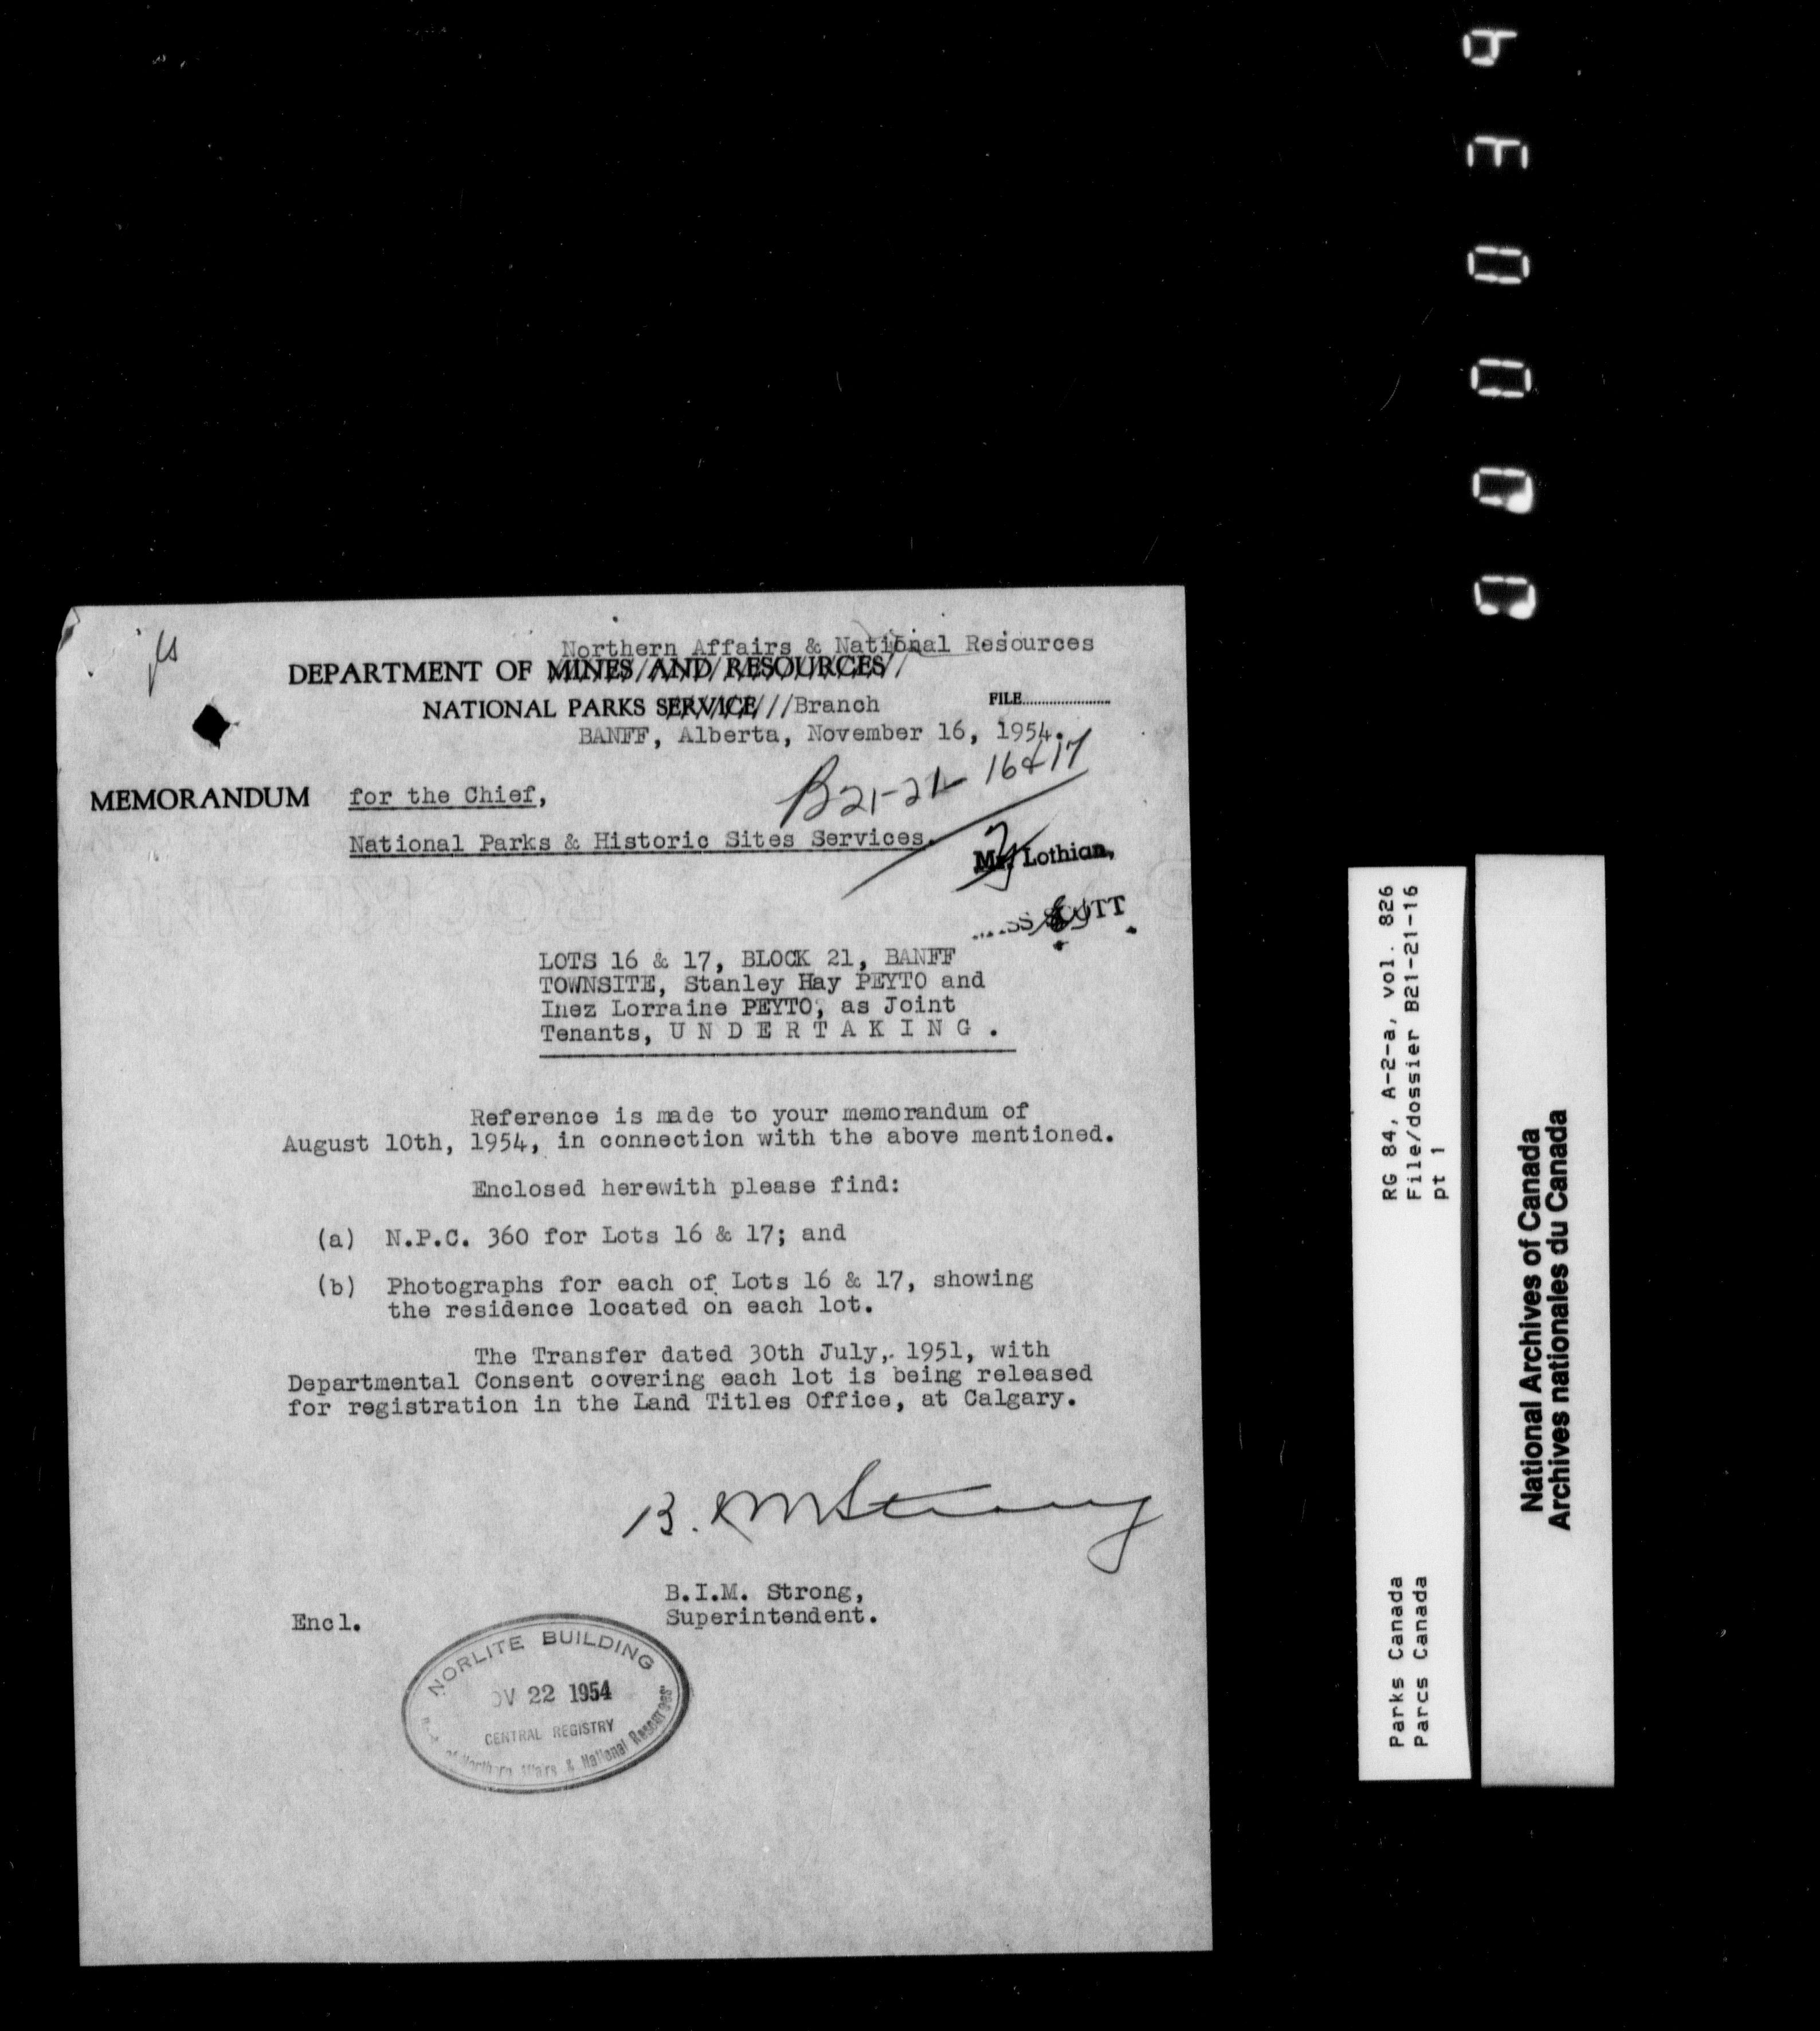 Northern Affairs & National Resources
DEPARTMENT OF MINES AND RESOURCES
NATIONAL PARKS SERVICE///Branch
FILE
BANFF, Alberta, November 16, 1954.
B21-21-16&17
MEMORANDUM for the Chief,
National Parks & Historic Sites Services.
Mr. Lothian,
LOTS 16 & 17, BLOCK 21, BANFF
TOWNSITE, Stanley Hay PEYTO and
Inez Lorraine PEYTO, as Joint
Tenants, U N D E R T A K I N G .
Reference is made to your memorandum of
August 10th, 1954, in connection with the above mentioned.
Enclosed herewith please find:
(a) N.P.C. 360 for Lots 16 & 17; and
(b) Photographs for each of Lots 16 & 17, showing
the residence located on each lot.
The Transfer dated 30th July, 1951, with
Departmental Consent covering each lot is being released
for registration in the Land Titles Office, at Calgary.
B.I.M. Strong
B.I.M. Strong,
Superintendent.
Encl.
NORLITE BUILDING
OV 22 1954
CENTRAL REGISTRY
of Northern Affairs & National Resources
RG 84, A-2-a, vol. 826
File/dossier B21-21-16
pt 1
Parks Canada
Parcs Canada
National Archives of Canada
Archives nationales du Canada